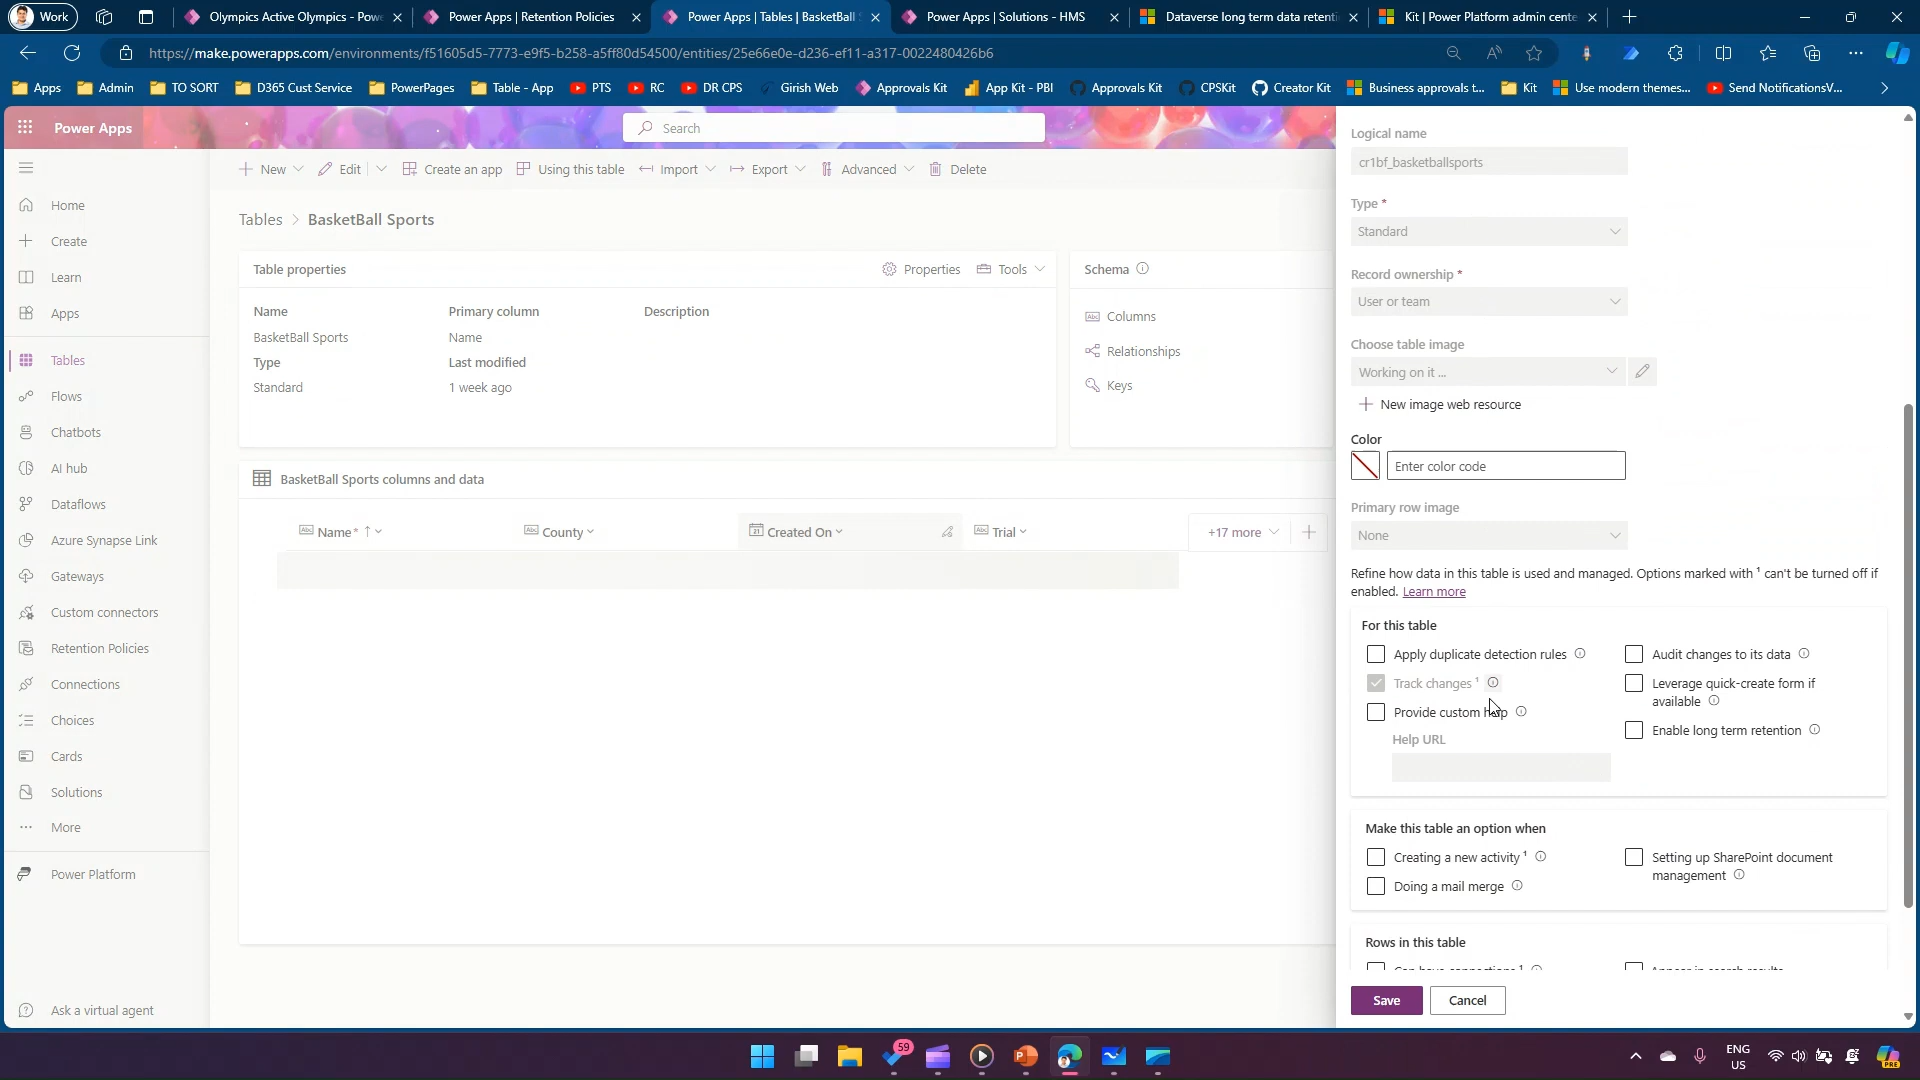 Work
Olympics Active Olympics - Powe
Power Apps | Retention Policies
Power Apps | Tables | BasketBall
Power Apps | Solutions - HMS
Dataverse long term data retenti
Kit | Power Platform admin cente
https://make.powerapps.com/environments/f51605d5-7773-e9f5-b258-a5ff80d54500/entities/25e66e0e-d236-ef11-a317-0022480426b6
Apps
Admin
TO SORT
D365 Cust Service
PowerPages
Table - App
PTS
RC
DR CPS
Girish Web
Approvals Kit
App Kit - PBI
Approvals Kit
CPSKit
Creator Kit
Business approvals t...
Kit
Use modern themes...
Send NotificationsV...
Power Apps
Search
Home
Create
Learn
Apps
Tables
Flows
Chatbots
AI hub
Dataflows
Azure Synapse Link
Gateways
Custom connectors
Retention Policies
Connections
Choices
Cards
Solutions
More
Power Platform
Ask a virtual agent
New
Edit
Create an app
Using this table
Import
Export
Advanced
Delete
Tables > BasketBall Sports
Table properties
Properties
Tools
Name
Primary column
Description
BasketBall Sports
Name
Type
Last modified
Standard
1 week ago
Schema
Columns
Relationships
Keys
BasketBall Sports columns and data
Name *
County
Created On
Trial
+17 more
Logical name
cr1bf_basketballsports
Type *
Standard
Record ownership *
User or team
Choose table image
Working on it ...
New image web resource
Color
Enter color code
Primary row image
None
Refine how data in this table is used and managed. Options marked with ¹ can't be turned off if
enabled. Learn more
For this table
Apply duplicate detection rules
Audit changes to its data
Track changes ¹
Leverage quick-create form if
available
Provide custom help
Enable long term retention
Help URL
Make this table an option when
Creating a new activity ¹
Setting up SharePoint document
management
Doing a mail merge
Rows in this table
Can have connections ¹
Appear in search results
Save
Cancel
59
ENG
US
PRE